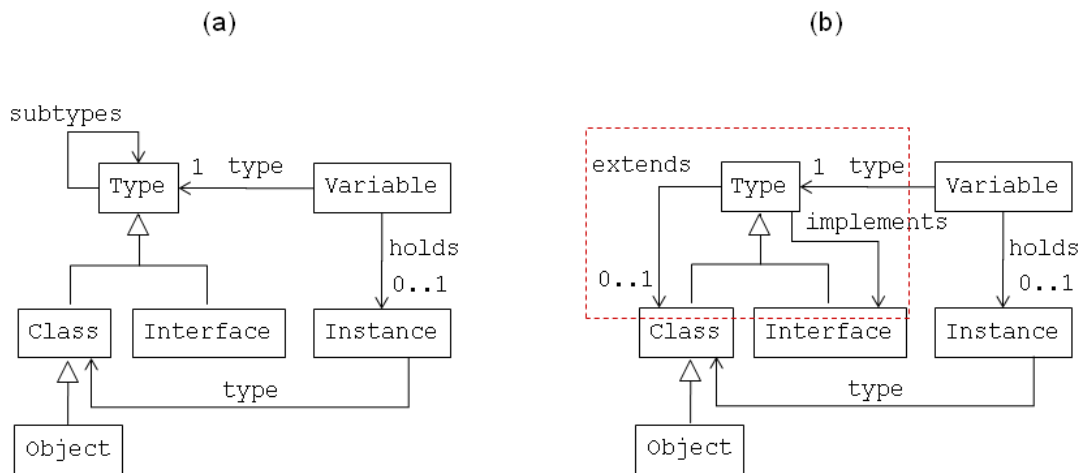 (a)
(b)
subtypes
1 type
Type
Variable
holds
0..1
Class
Interface
Instance
type
Object
extends
1 type
Type
Variable
implements
holds
0..1
0..1
Class
Interface
Instance
type
Object